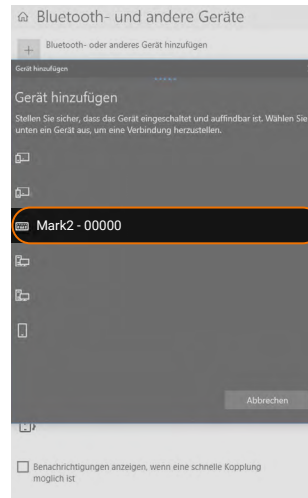 Bluetooth- und andere Geräte
Bluetooth- oder anderes Gerät hinzufügen
Gerät hinzufügen
Gerät hinzufügen
Stellen Sie sicher, dass das Gerät eingeschaltet und auffindbar ist. Wählen Sie
unten ein Gerät aus, um eine Verbindung herzustellen.
Mark2 - 00000
Abbrechen
Benachrichtigungen anzeigen, wenn eine schnelle Kopplung
moglich ist